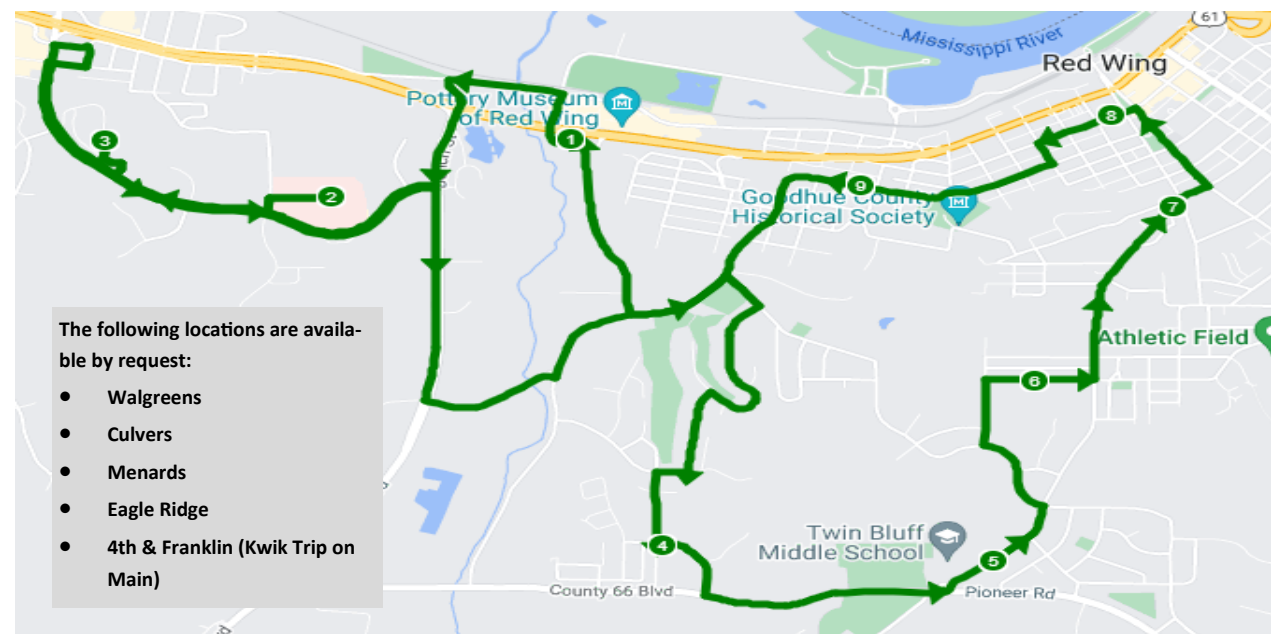 61
Mississippi River
Red Wing
Pottery Museum
of Red Wing
1
8
3
9
2
Goodhue County
Historical Society
7
The following locations are availa-
ble by request:
● Walgreens
● Culvers
● Menards
● Eagle Ridge
● 4th & Franklin (Kwik Trip on
Main)
Athletic Field
6
Twin Bluff
Middle School
4
5
County 66 Blvd
Pioneer Rd